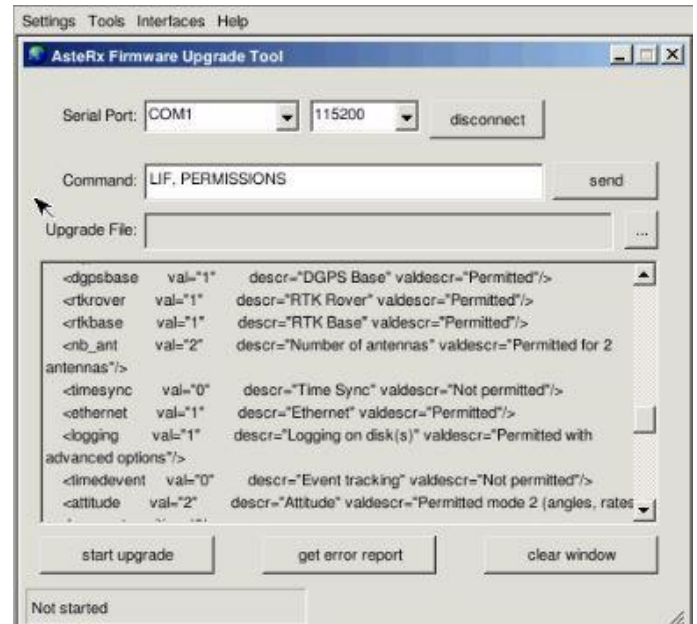 Settings Tools Interfaces Help
AsteRx Firmware Upgrade Tool
Serial Port: COM1 115200 disconnect
Command: LIF, PERMISSIONS send
Upgrade File: ...
<dgpsbase val="1" descr="DGPS Base" valdescr="Permitted"/>
<rtkrover val="1" descr="RTK Rover" valdescr="Permitted"/>
<rtkbase val="1" descr="RTK Base" valdescr="Permitted"/>
<nb_ant val="2" descr="Number of antennas" valdescr="Permitted for 2
antennas"/>
<timesync val="0" descr="Time Sync" valdescr="Not permitted"/>
<ethernet val="1" descr="Ethernet" valdescr="Permitted"/>
<logging val="1" descr="Logging on disk(s)" valdescr="Permitted with
advanced options"/>
<timedevent val="0" descr="Event tracking" valdescr="Not permitted"/>
<attitude val="2" descr="Attitude" valdescr="Permitted mode 2 (angles, rates
start upgrade get error report clear window
Not started